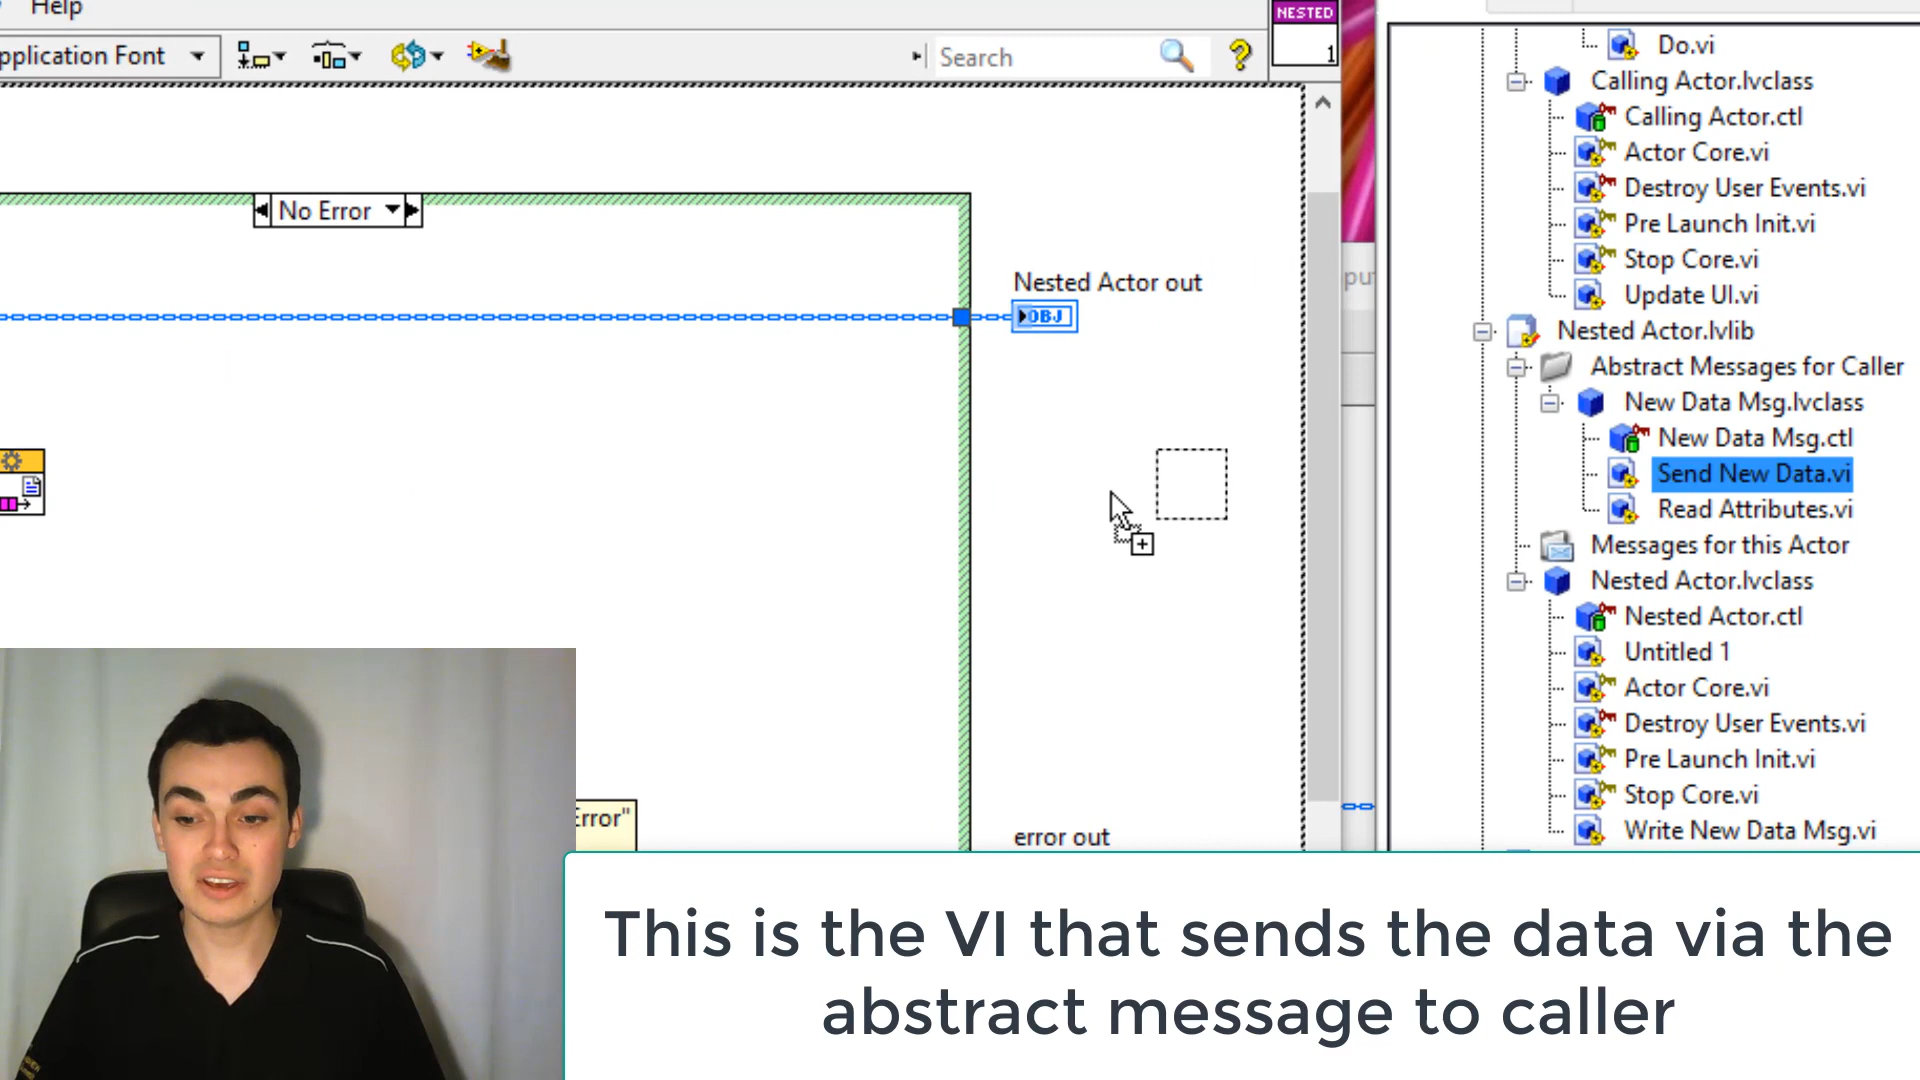 Help
pplication Font
Search
NESTED
1
No Error
Nested Actor out
OBJ
Error"
error out
Do.vi
Calling Actor.lvclass
Calling Actor.ctl
Actor Core.vi
Destroy User Events.vi
Pre Launch Init.vi
Stop Core.vi
Update UI.vi
Nested Actor.lvlib
Abstract Messages for Caller
New Data Msg.lvclass
New Data Msg.ctl
Send New Data.vi
Read Attributes.vi
Messages for this Actor
Nested Actor.lvclass
Nested Actor.ctl
Untitled 1
Actor Core.vi
Destroy User Events.vi
Pre Launch Init.vi
Stop Core.vi
Write New Data Msg.vi
This is the VI that sends the data via the
abstract message to caller